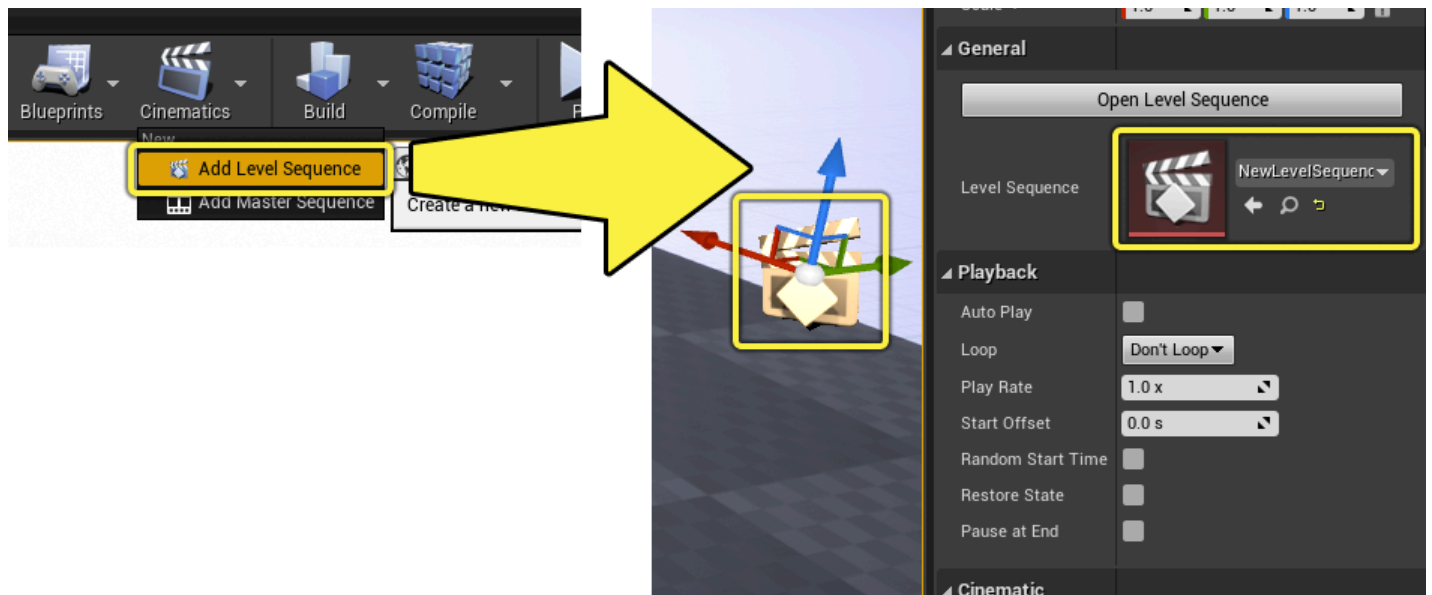 Blueprints
Cinematics
Build
Compile
New
Add Level Sequence
Add Master Sequence
Create a new
General
Open Level Sequence
Level Sequence
NewLevelSequenc
Playback
Auto Play
Loop
Don't Loop
Play Rate
1.0 x
Start Offset
0.0 s
Random Start Time
Restore State
Pause at End
Cinematic